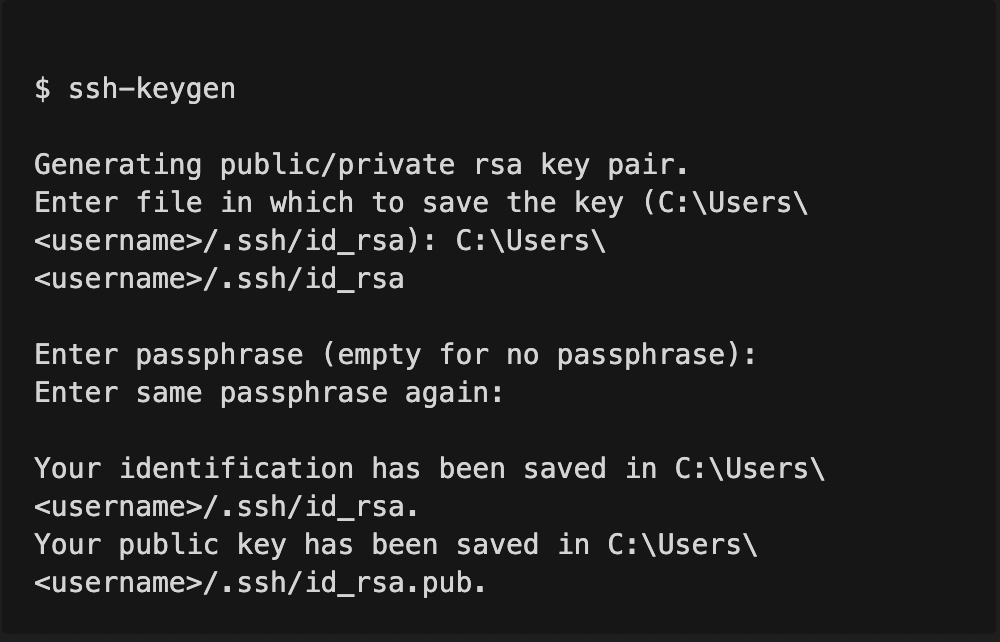 $ ssh-keygen
Generating public/private rsa key pair.
Enter file in which to save the key (C:\Users\
<username>/.ssh/id_rsa): C:\Users\
<username>/.ssh/id_rsa
Enter passphrase (empty for no passphrase):
Enter same passphrase again:
Your identification has been saved in C:\Users\
<username>/.ssh/id_rsa.
Your public key has been saved in C:\Users\
<username>/.ssh/id_rsa.pub.